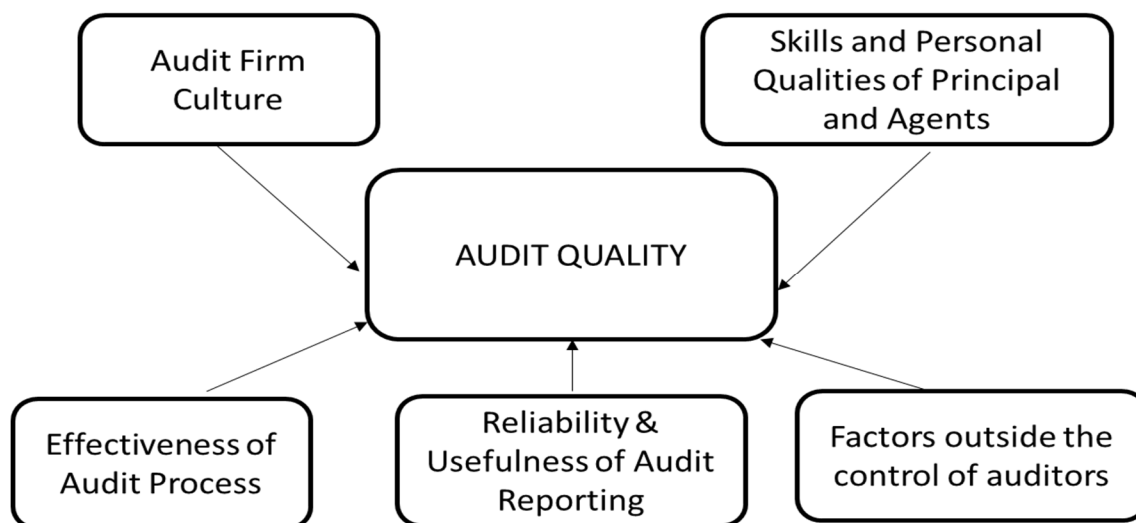 Audit Firm
Culture
Skills and Personal
Qualities of Principal
and Agents
AUDIT QUALITY
Effectiveness of
Audit Process
Reliability &
Usefulness of Audit
Reporting
Factors outside the
control of auditors